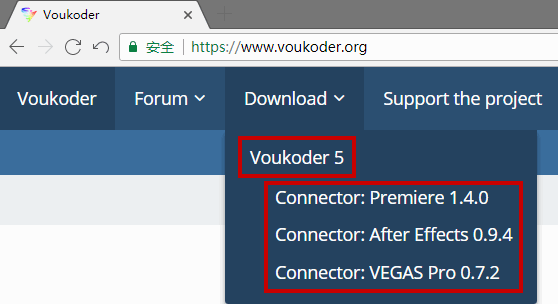 Voukoder
安全 https://www.voukoder.org
Voukoder Forum Download Support the project
Voukoder 5
Connector: Premiere 1.4.0
Connector: After Effects 0.9.4
Connector: VEGAS Pro 0.7.2